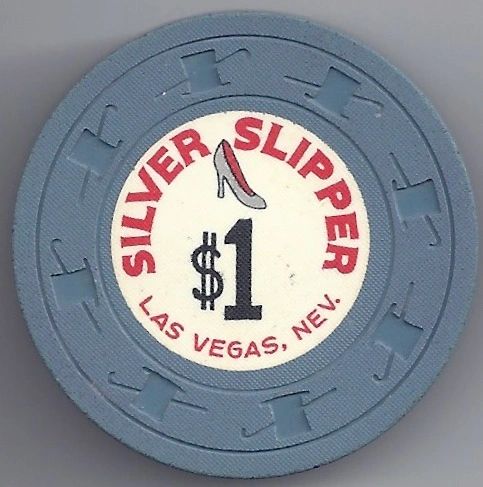 SILVER SLIPPER
$1
LAS VEGAS, NEV.